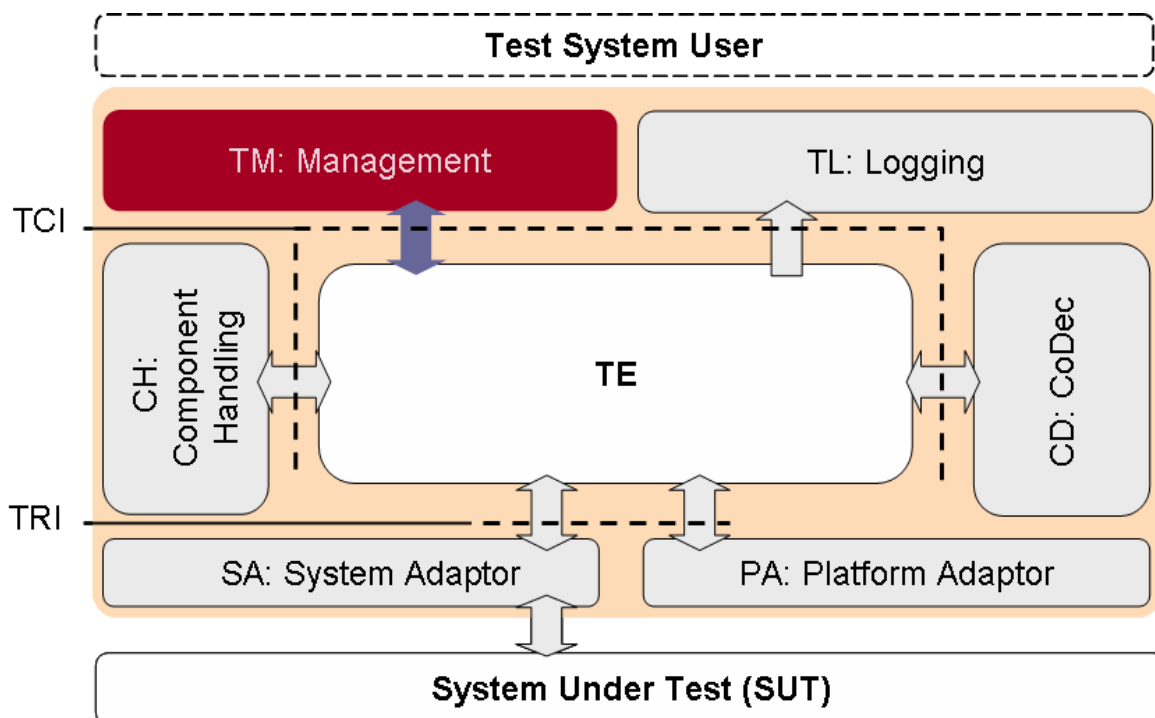 Test System User
TM: Management
TL: Logging
TCI
CH:
Component
Handling
TE
CD: CoDec
TRI
SA: System Adaptor
PA: Platform Adaptor
System Under Test (SUT)